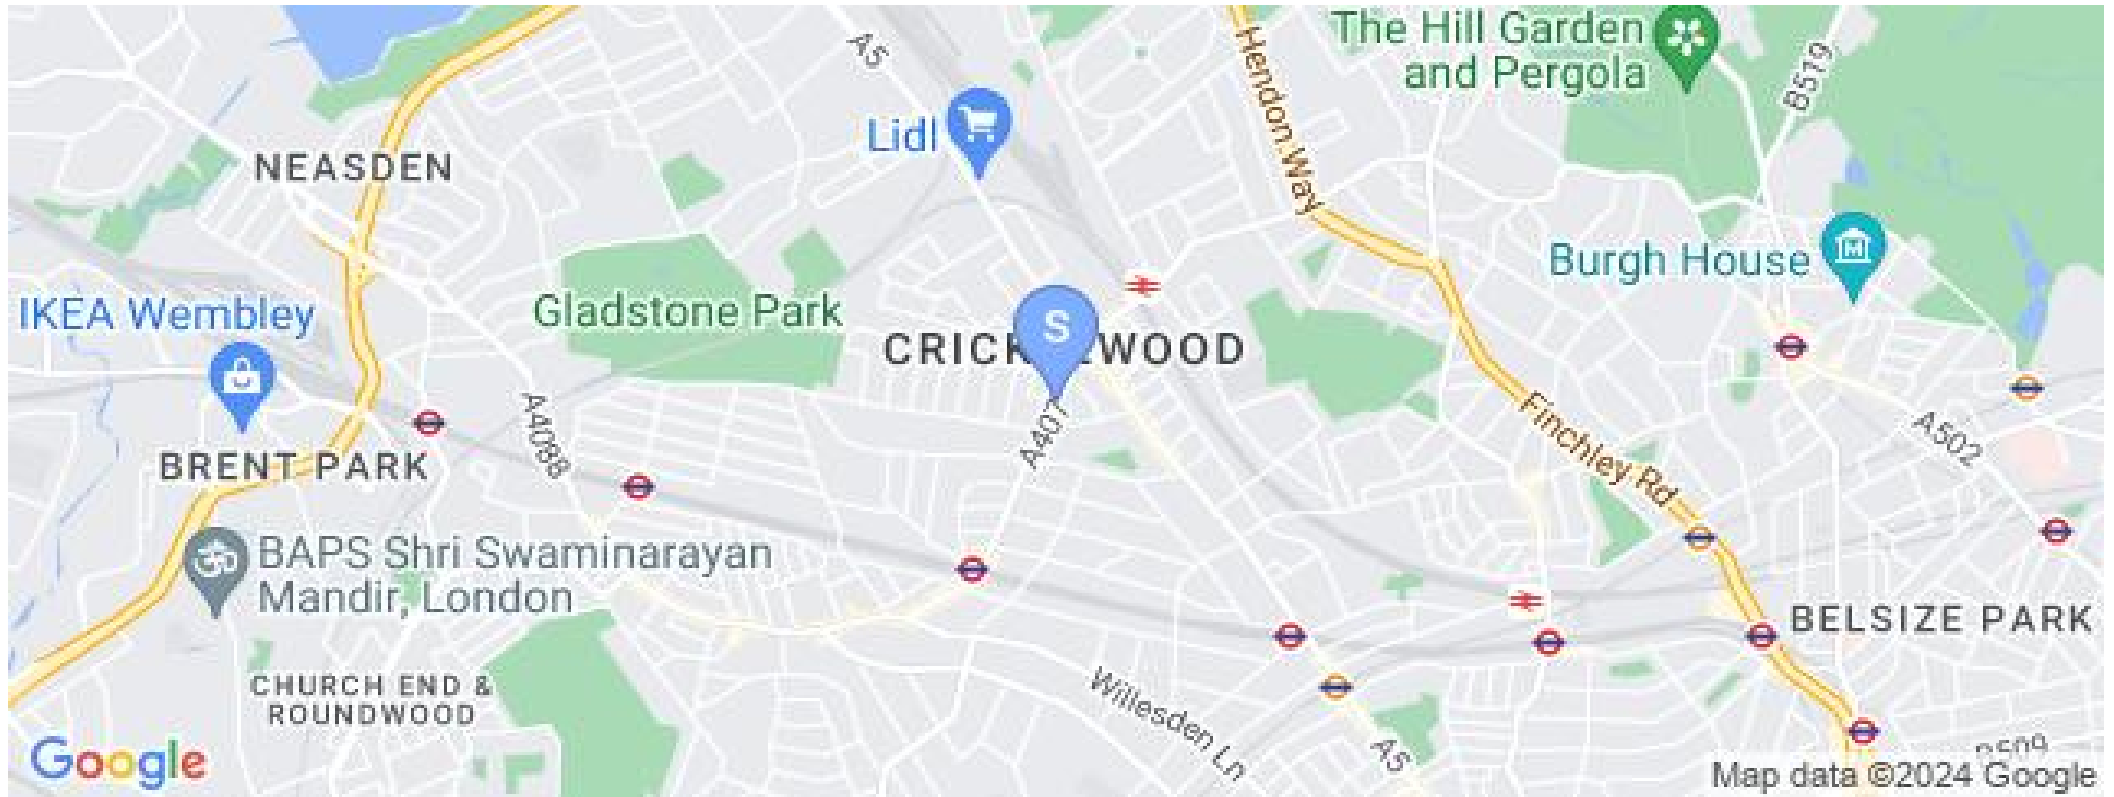 The Hill Garden
and Pergola
A5
Hendon Way
B519
Lidl
NEASDEN
Burgh House
IKEA Wembley
Gladstone Park
S
A407
A4088
Finchley Rd
A502
BRENT PARK
BAPS Shri Swaminarayan
Mandir, London
BELSIZE PARK
CHURCH END &
ROUNDWOOD
Willesden Ln
A5
Google
Map data ©2024 Google